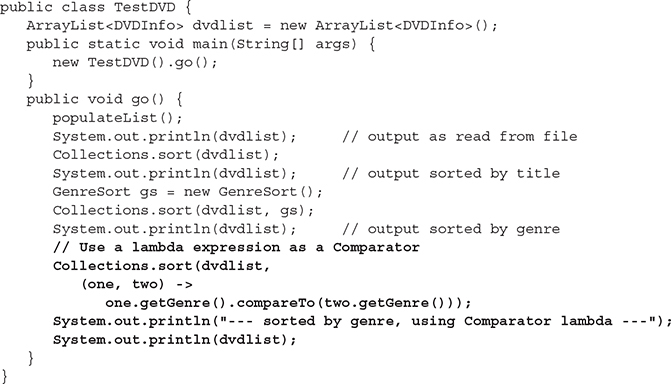 public class TestDVD {
   ArrayList<DVDInfo> dvdlist = new ArrayList<DVDInfo>();
   public static void main(String[] args) {
      new TestDVD().go();
   }
   public void go() {
      populateList();
      System.out.println(dvdlist);     // output as read from file
      Collections.sort(dvdlist);
      System.out.println(dvdlist);     // output sorted by title
      GenreSort gs = new GenreSort();
      Collections.sort(dvdlist, gs);
      System.out.println(dvdlist);     // output sorted by genre
      // Use a lambda expression as a Comparator
      Collections.sort(dvdlist,
         (one, two) ->
            one.getGenre().compareTo(two.getGenre()));
      System.out.println("--- sorted by genre, using Comparator lambda ---");
      System.out.println(dvdlist);
   }
}